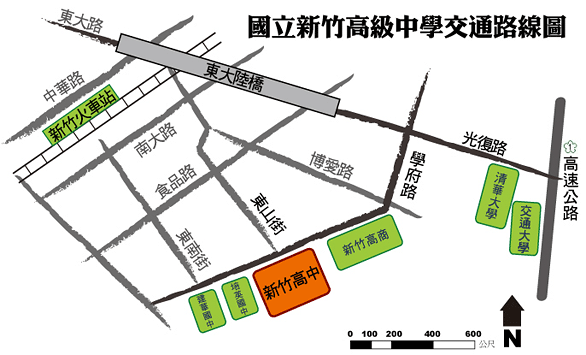 國立新竹高級中學交通路線圖
東大路
中華路
新竹火車站
東大陸橋
南大路
食品路
東南街
東山街
博愛路
學府路
光復路
高速公路
清華大學
交通大學
新竹高商
新竹高中
培英國中
建華國中
0 100 200 400 600
公尺
N